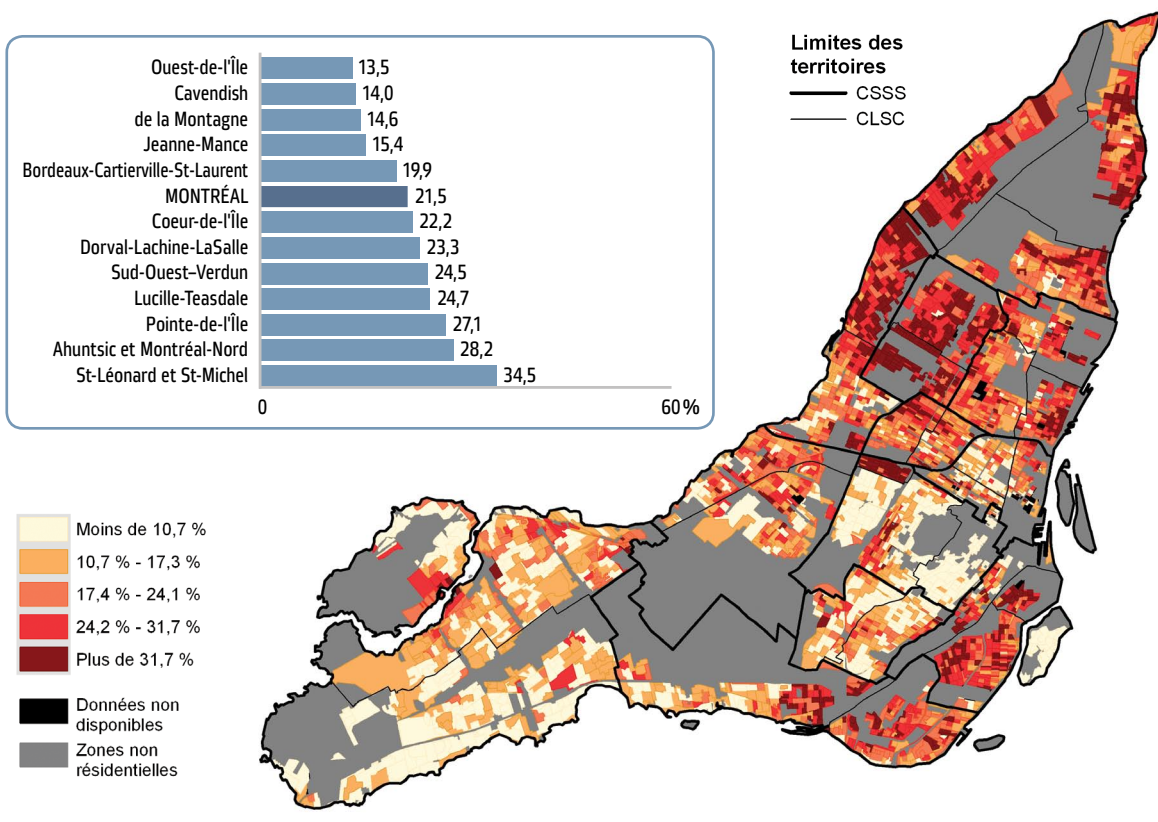 Ouest-de-l'Île 13,5
Cavendish 14,0
de la Montagne 14,6
Jeanne-Mance 15,4
Bordeaux-Cartierville-St-Laurent 19,9
MONTRÉAL 21,5
Coeur-de-l'Île 22,2
Dorval-Lachine-LaSalle 23,3
Sud-Ouest–Verdun 24,5
Lucille-Teasdale 24,7
Pointe-de-l'Île 27,1
Ahuntsic et Montréal-Nord 28,2
St-Léonard et St-Michel 34,5
0 60 %
Limites des
territoires
CSSS
CLSC
Moins de 10,7 %
10,7 % - 17,3 %
17,4 % - 24,1 %
24,2 % - 31,7 %
Plus de 31,7 %
Données non
disponibles
Zones non
résidentielles